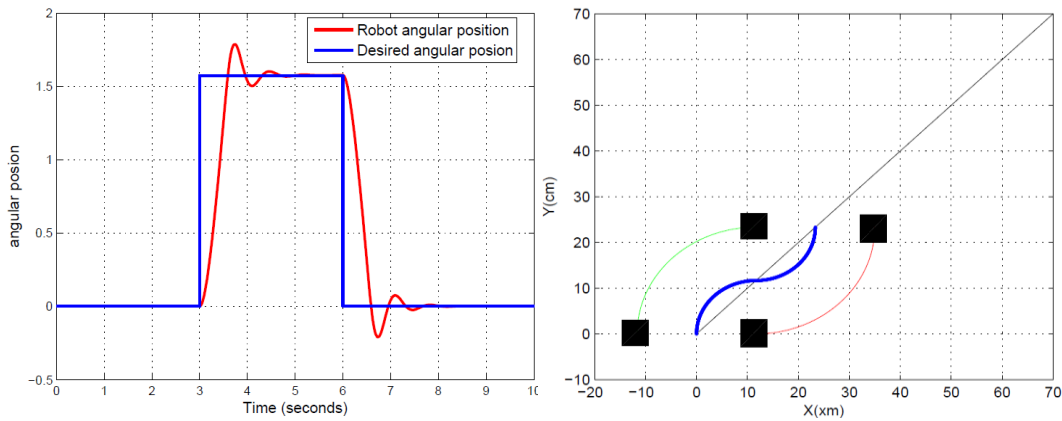 2
1.5
1
0.5
0
−0.5
angular posion
Robot angular position
Desired angular posion
0 1 2 3 4 5 6 7 8 9 10
Time (seconds)
70
60
50
40
30
20
10
0
−10
Y(cm)
−20 −10 0 10 20 30 40 50 60 70
X(xm)